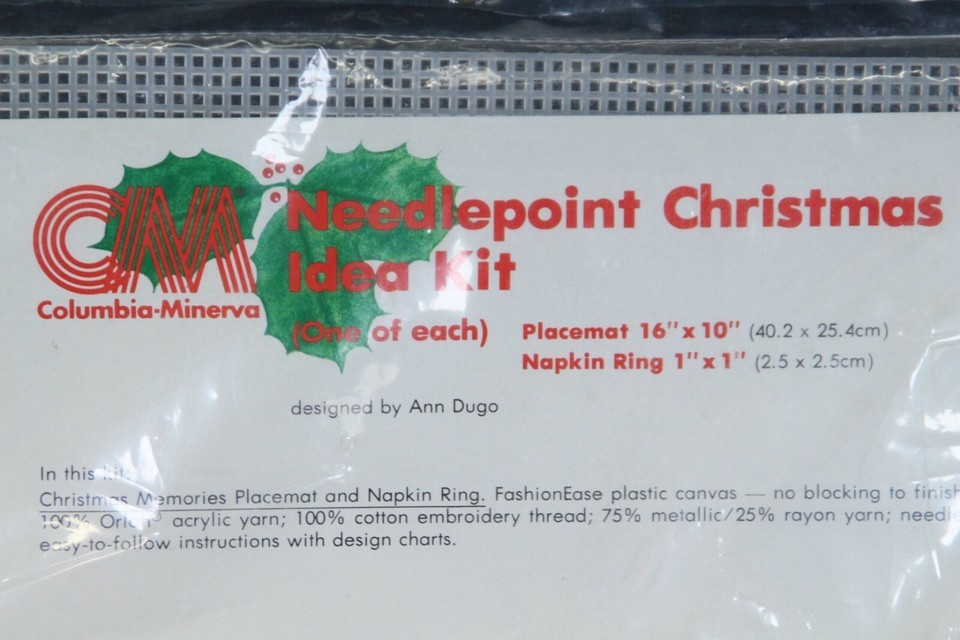 CM®
Columbia-Minerva
Needlepoint Christmas
Idea Kit
(One of each)
Placemat 16" x 10" (40.2 x 25.4cm)
Napkin Ring 1" x 1" (2.5 x 2.5cm)
designed by Ann Dugo
In this kit:
Christmas Memories Placemat and Napkin Ring. FashionEase plastic canvas — no blocking to finish
100% Orlon® acrylic yarn; 100% cotton embroidery thread; 75% metallic/25% rayon yarn; needle
easy-to-follow instructions with design charts.